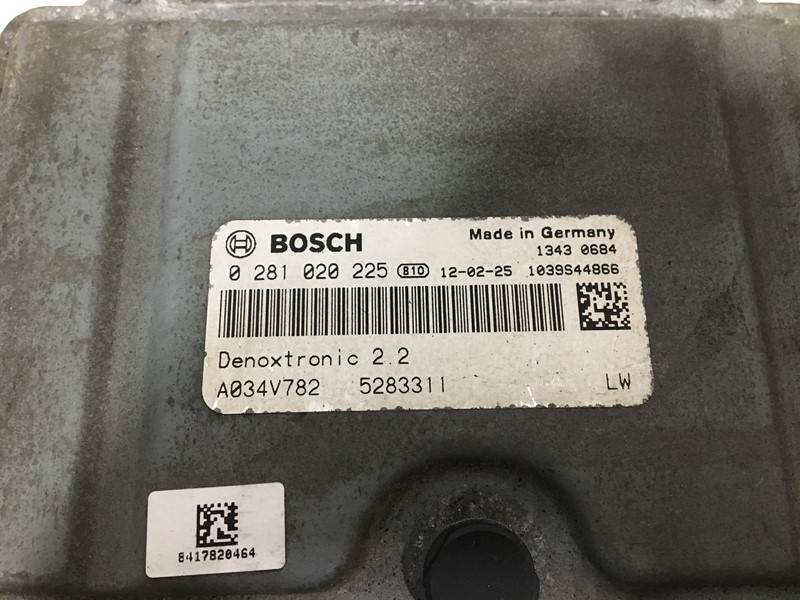 BOSCH
Made in Germany
1343 0684
0 281 020 225 810 12-02-25 1039S44866
Denoxtronic 2.2
A034V782 5283311 LW
8417820464